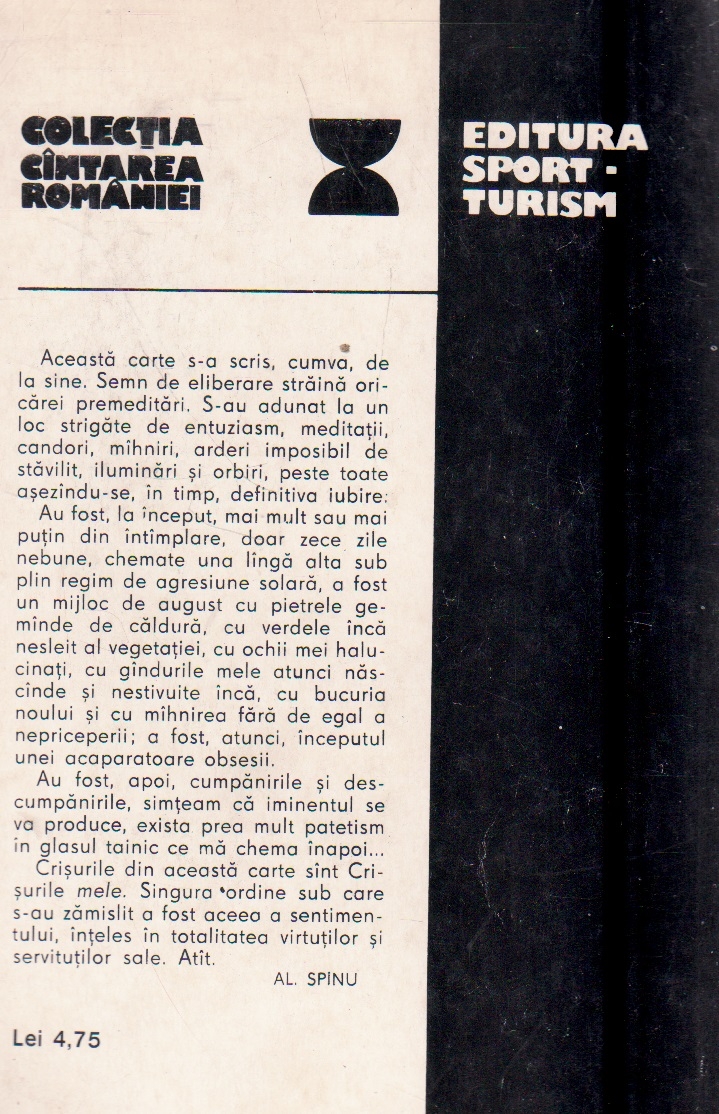 COLECȚIA
CÎNTAREA
ROMÂNIEI
EDITURA
SPORT-
TURISM
Această carte s-a scris, cumva, de
la sine. Semn de eliberare străină ori-
cărei premeditări. S-au adunat la un
loc strigăte de entuziasm, meditații,
candori, mîhniri, arderi imposibil de
stăvilit, iluminări și orbiri, peste toate
așezîndu-se, în timp, definitiva iubire.
Au fost, la început, mai mult sau mai
puțin din întîmplare, doar zece zile
nebune, chemate una lîngă alta sub
plin regim de agresiune solară, a fost
un mijloc de august cu pietrele ge-
mînde de căldură, cu verdele încă
nesleit al vegetației, cu ochii mei halu-
cinați, cu gîndurile mele atunci năs-
cînde și nestivuite încă, cu bucuria
noului și cu mîhnirea fără de egal a
nepriceperii; a fost, atunci, începutul
unei acaparatoare obsesii.
Au fost, apoi, cumpănirile și des-
cumpănirile, simțeam că iminentul se
va produce, exista prea mult patetism
în glasul tainic ce mă chema înapoi...
Crișurile din această carte sînt Cri-
șurile mele. Singura ordine sub care
s-au zămislit a fost aceea a sentimen-
tului, înțeles în totalitatea virtuților și
servituților sale. Atît.
AL. SPÎNU
Lei 4,75